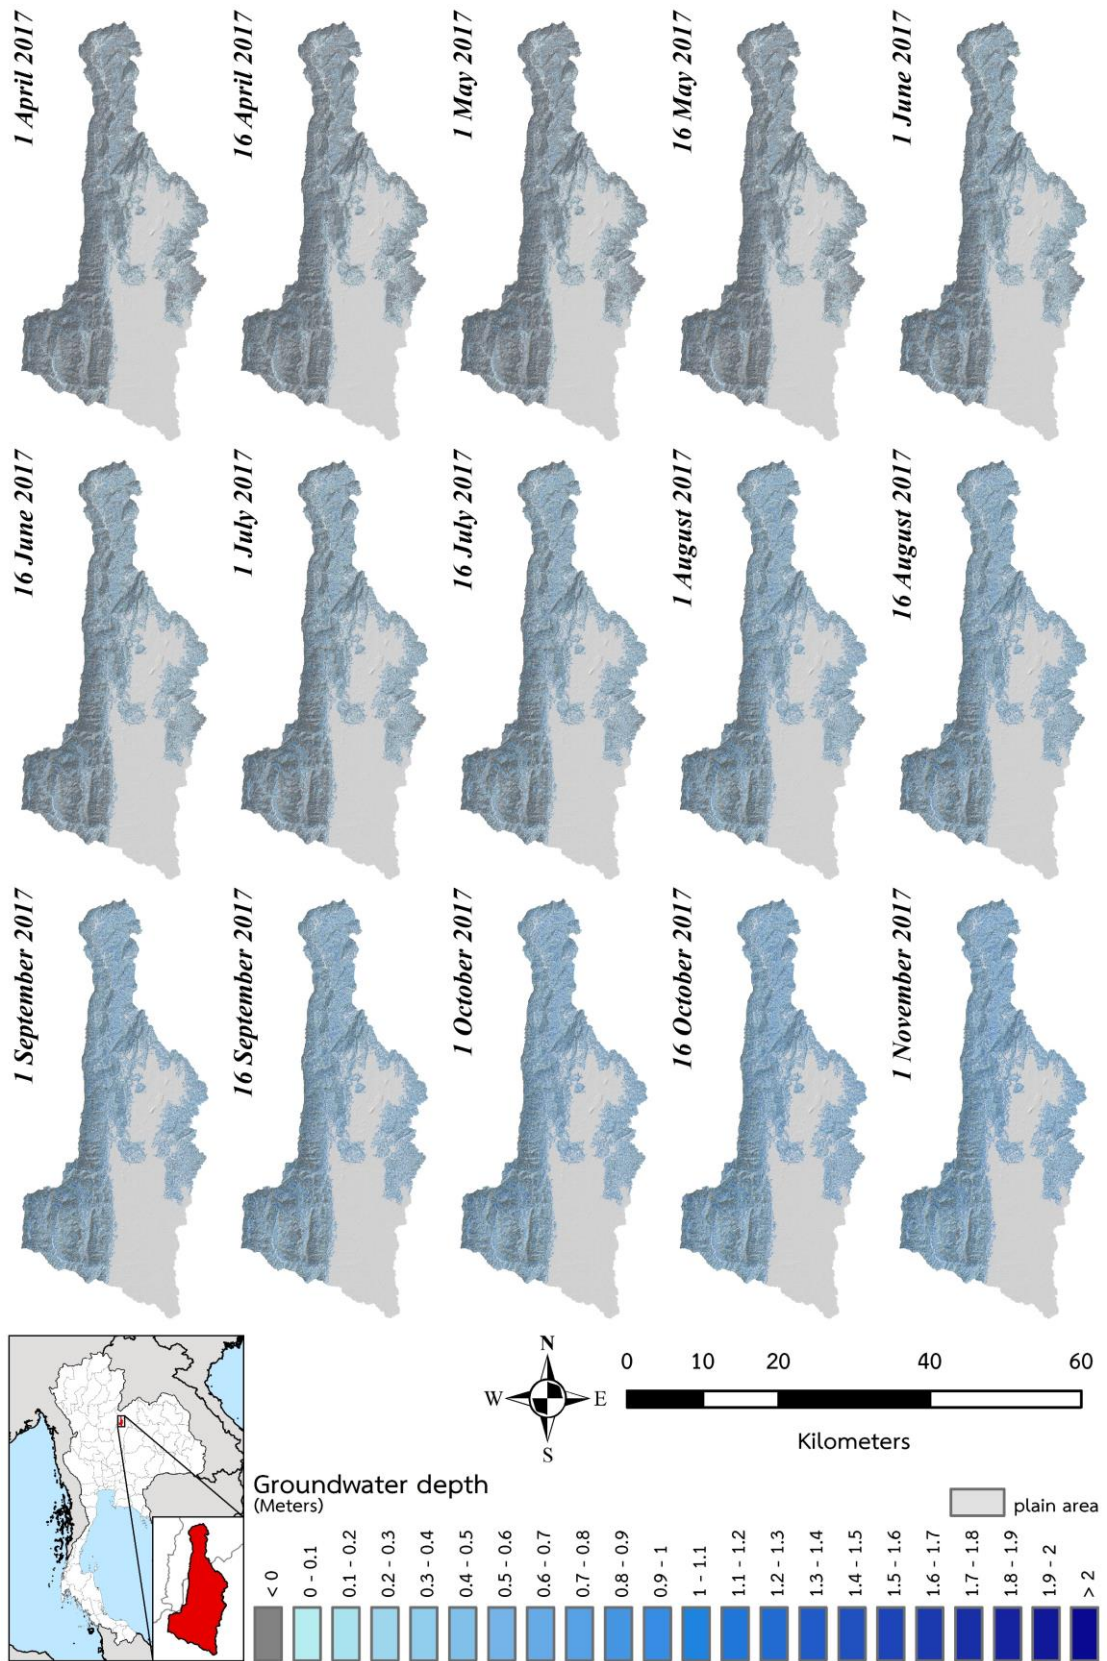 1 April 2017
16 April 2017
1 May 2017
16 May 2017
1 June 2017
16 June 2017
1 July 2017
16 July 2017
1 August 2017
16 August 2017
1 September 2017
16 September 2017
1 October 2017
16 October 2017
1 November 2017
N
W E
S
0 10 20 40 60
Kilometers
Groundwater depth
(Meters)
plain area
< 0
0 - 0.1
0.1 - 0.2
0.2 - 0.3
0.3 - 0.4
0.4 - 0.5
0.5 - 0.6
0.6 - 0.7
0.7 - 0.8
0.8 - 0.9
0.9 - 1
1 - 1.1
1.1 - 1.2
1.2 - 1.3
1.3 - 1.4
1.4 - 1.5
1.5 - 1.6
1.6 - 1.7
1.7 - 1.8
1.8 - 1.9
1.9 - 2
> 2